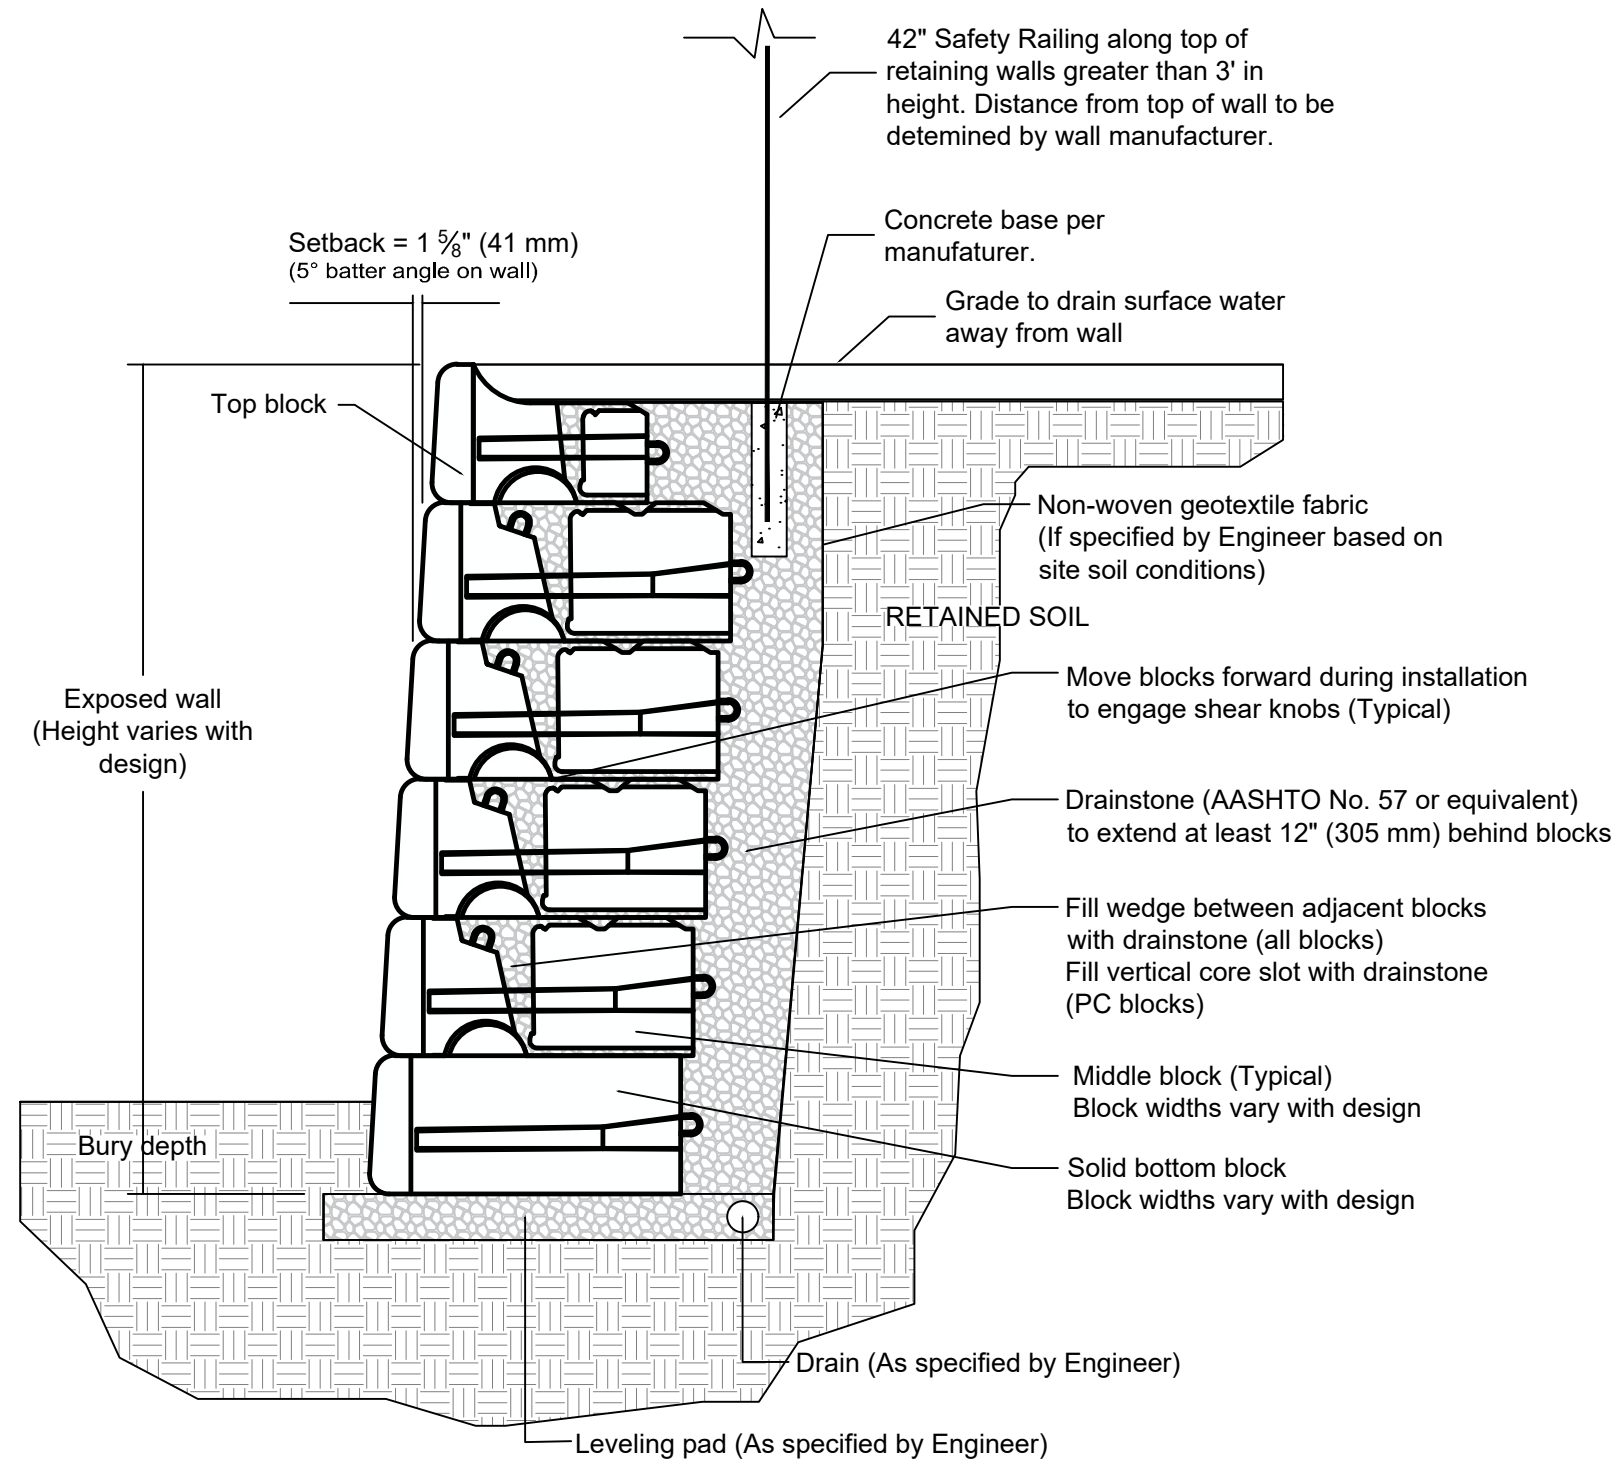 42" Safety Railing along top of
retaining walls greater than 3' in
height. Distance from top of wall to be
detemined by wall manufacturer.
Concrete base per
manufaturer.
Setback = 1 5/8" (41 mm)
(5° batter angle on wall)
Grade to drain surface water
away from wall
Top block
Non-woven geotextile fabric
(If specified by Engineer based on
site soil conditions)
RETAINED SOIL
Move blocks forward during installation
to engage shear knobs (Typical)
Exposed wall
(Height varies with
design)
Drainstone (AASHTO No. 57 or equivalent)
to extend at least 12" (305 mm) behind blocks
Fill wedge between adjacent blocks
with drainstone (all blocks)
Fill vertical core slot with drainstone
(PC blocks)
Middle block (Typical)
Block widths vary with design
Bury depth
Solid bottom block
Block widths vary with design
Drain (As specified by Engineer)
Leveling pad (As specified by Engineer)